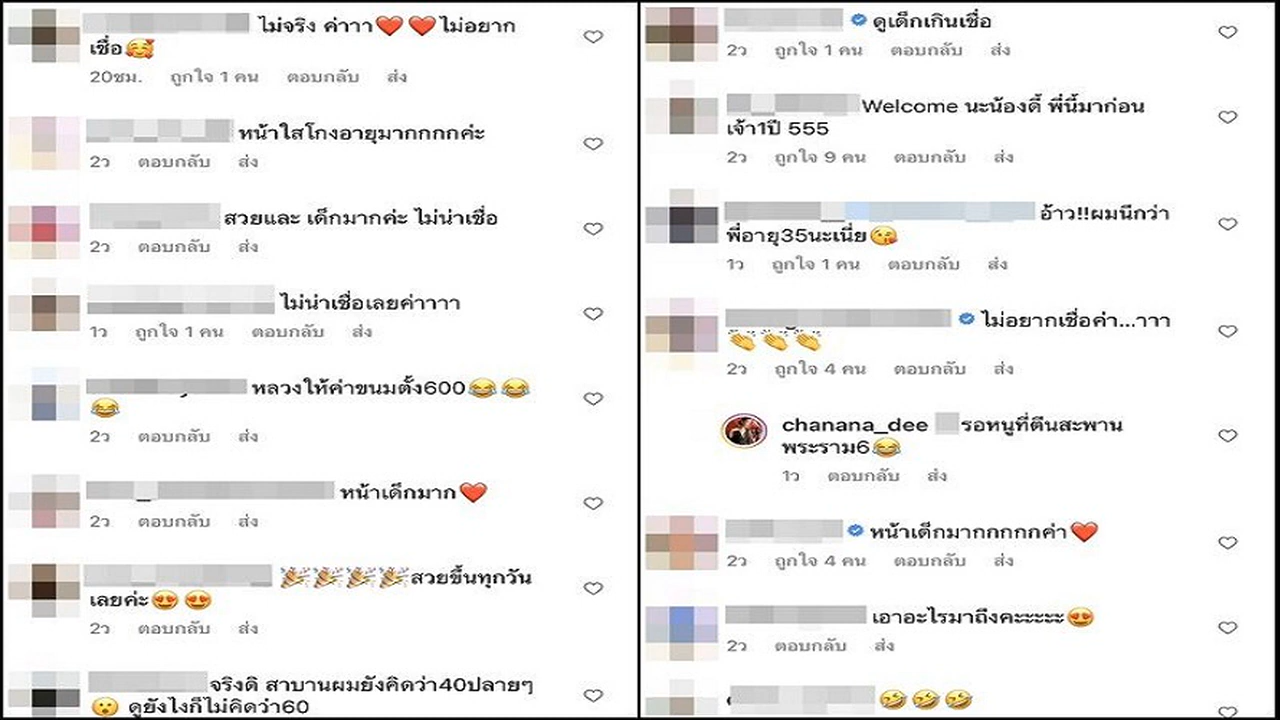 ไม่จริง ค่าาา❤️❤️ไม่อยาก
เชื่อ🥰
20ชม. ถูกใจ 1 คน ตอบกลับ ส่ง
หน้าใสโกงอายุมากกกกค่ะ
2ว ตอบกลับ ส่ง
สวยและ เด็กมากค่ะ ไม่น่าเชื่อ
2ว ตอบกลับ ส่ง
ไม่น่าเชื่อเลยค่าาาา
1ว ถูกใจ 1 คน ตอบกลับ ส่ง
หลวงให้ค่าขนมตั้ง600😂😂
😂
2ว ตอบกลับ ส่ง
หน้าเด็กมาก❤️
2ว ตอบกลับ ส่ง
🎉🎉🎉🎉สวยขึ้นทุกวัน
เลยค่ะ😍😍
2ว ตอบกลับ ส่ง
จริงดิ สาบานผมยังคิดว่า40ปลายๆ
😮 ดูยังไงก็ไม่คิดว่า60
ดูเด็กเกินเชื่อ
2ว ถูกใจ 1 คน ตอบกลับ ส่ง
Welcome นะน้องดี้ พี่นี้มาก่อน
เจ้า1ปี 555
2ว ถูกใจ 9 คน ตอบกลับ ส่ง
อ้าว!!ผมนึกว่า
พี่อายุ35นะเนี่ย😘
1ว ถูกใจ 1 คน ตอบกลับ ส่ง
ไม่อยากเชื่อค่า...าาา
👏👏👏
2ว ถูกใจ 4 คน ตอบกลับ ส่ง
chanana_dee รอหนูที่ตีนสะพาน
พระราม6😂
1ว ตอบกลับ ส่ง
หน้าเด็กมากกกกกค่า❤️
2ว ถูกใจ 4 คน ตอบกลับ ส่ง
เอาอะไรมาถึงคะะะะะ😍
2ว ตอบกลับ ส่ง
🤣🤣🤣